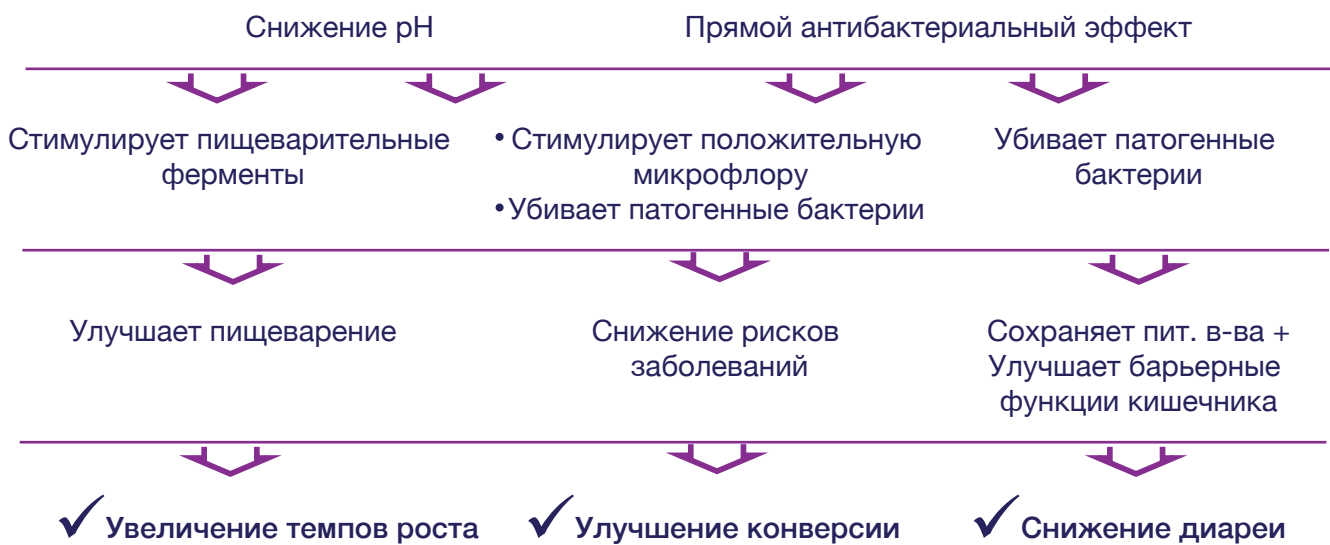 Снижение pH
Прямой антибактериальный эффект
Стимулирует пищеварительные
ферменты
• Стимулирует положительную
микрофлору
• Убивает патогенные бактерии
Убивает патогенные
бактерии
Улучшает пищеварение
Снижение рисков
заболеваний
Сохраняет пит. в-ва +
Улучшает барьерные
функции кишечника
Увеличение темпов роста
Улучшение конверсии
Снижение диареи